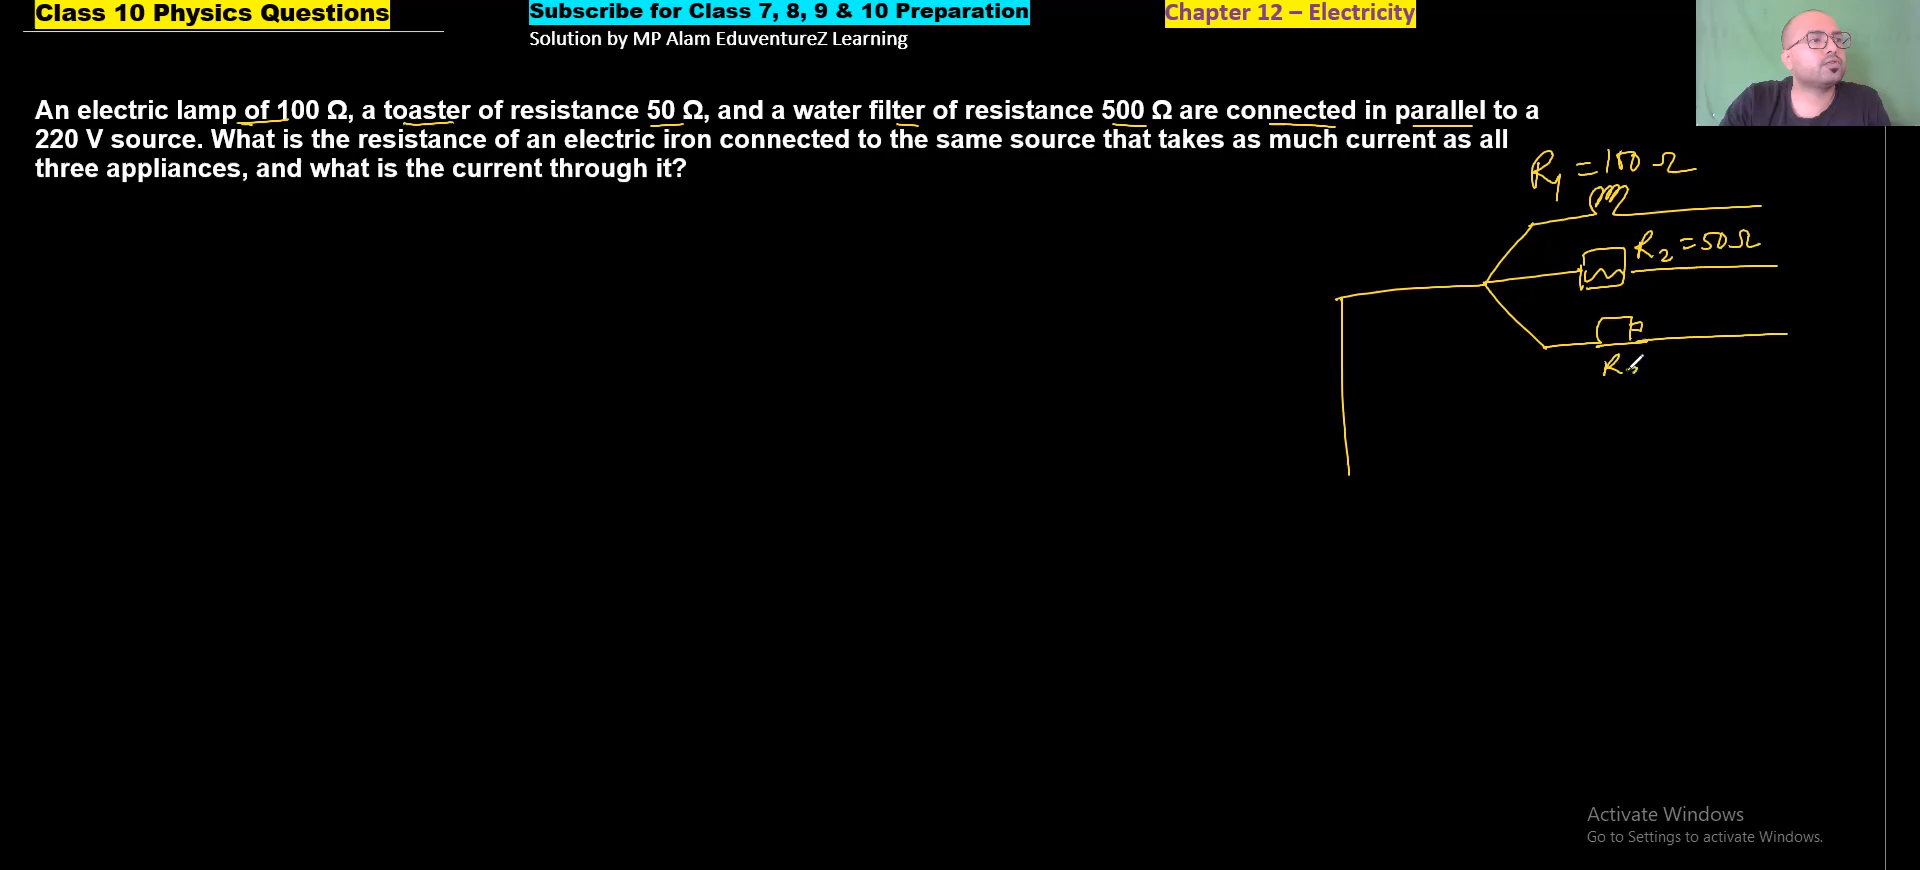 Class 10 Physics Questions
Subscribe for Class 7, 8, 9 & 10 Preparation
Chapter 12 – Electricity
Solution by MP Alam EduventureZ Learning
An electric lamp of 100 Ω, a toaster of resistance 50 Ω, and a water filter of resistance 500 Ω are connected in parallel to a
220 V source. What is the resistance of an electric iron connected to the same source that takes as much current as all
three appliances, and what is the current through it?
R₁ = 100 Ω
R₂ = 50 Ω
R₃
Activate Windows
Go to Settings to activate Windows.